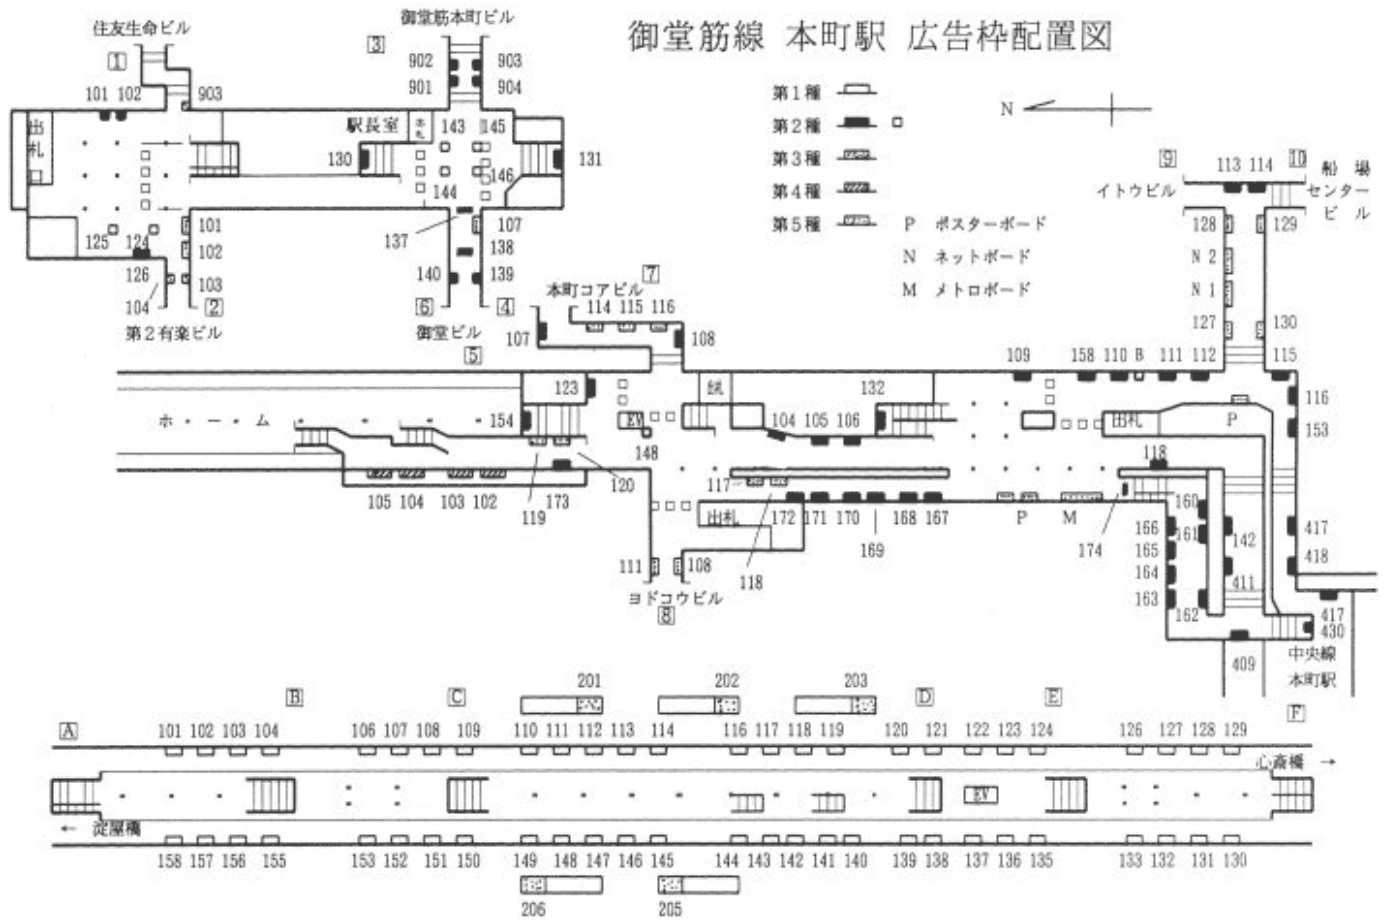 御堂筋線 本町駅 広告枠配置図
住友生命ビル
1
御堂筋本町ビル
3
902 903
901 904
101 102 903
出札口
駅長室
出札
143 145
130
131
144 146
137
107
138
140 139
101
102
103
125 124
126
104
2
第2有楽ビル
6
4
御堂ビル
5
第1種
第2種
第3種
第4種
第5種
N
P ポスターボード
N ネットボード
M メトロボード
9
113 114
10
イトウビル
船場センタービル
128 129
N2
N1
127 130
7
本町コアビル
114 115 116
107 108
ホーム
123
154
EV
148
132
104 105 106
109 158 110 B 111 112 115
116
153
出札
P
118
105 104 103 102
119 173 120
117
118
出札
172 171 170 169 168 167
P M
174
160
161
162
166
165
164
163
142
411
417
418
417
430
409
中央線
本町駅
111 108
ヨドコウビル
8
201 202 203
A B C D E F
101 102 103 104 106 107 108 109 110 111 112 113 114 116 117 118 119 120 121 122 123 124 126 127 128 129
心斎橋 →
EV
← 淀屋橋
158 157 156 155 153 152 151 150 149 148 147 146 145 144 143 142 141 140 139 138 137 136 135 133 132 131 130
206 205